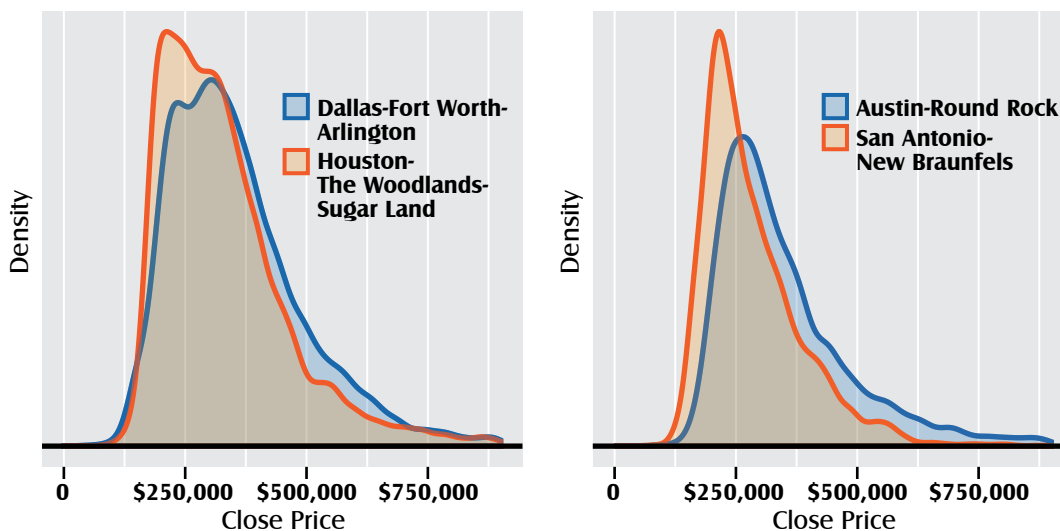 Density
Dallas-Fort Worth-
Arlington
Houston-
The Woodlands-
Sugar Land
0 $250,000 $500,000 $750,000
Close Price
Density
Austin-Round Rock
San Antonio-
New Braunfels
0 $250,000 $500,000 $750,000
Close Price